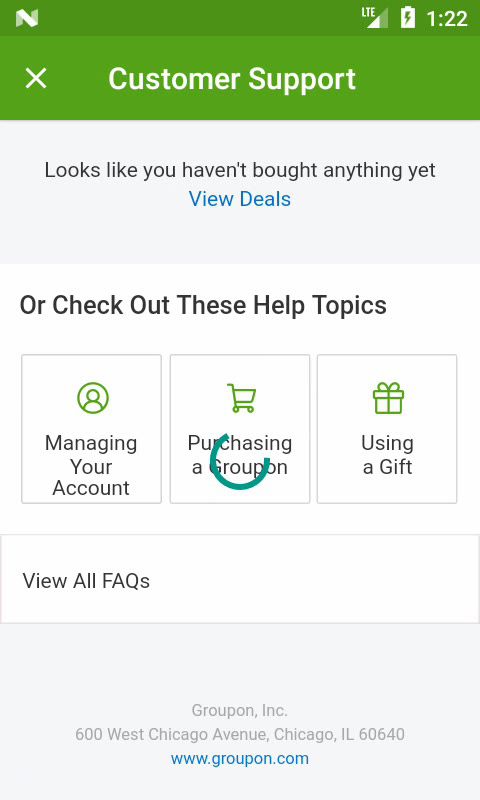 LTE 1:22
Customer Support
Looks like you haven't bought anything yet
View Deals
Or Check Out These Help Topics
Managing
Your
Account
Purchasing
a Groupon
Using
a Gift
View All FAQs
Groupon, Inc.
600 West Chicago Avenue, Chicago, IL 60640
www.groupon.com